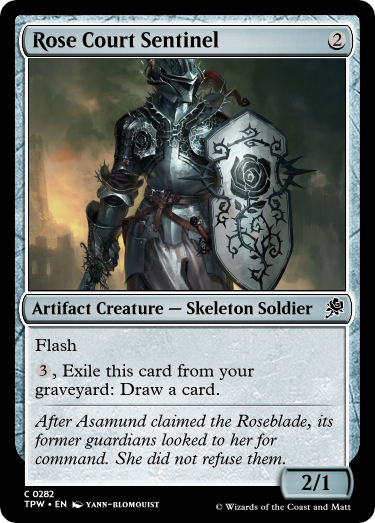 Rose Court Sentinel 2
Artifact Creature — Skeleton Soldier
Flash
3, Exile this card from your
graveyard: Draw a card.
After Asamund claimed the Roseblade, its
former guardians looked to her for
command. She did not refuse them.
2/1
C 0282
TPW • EN YANN-BLOMQUIST
© Wizards of the Coast and Matt